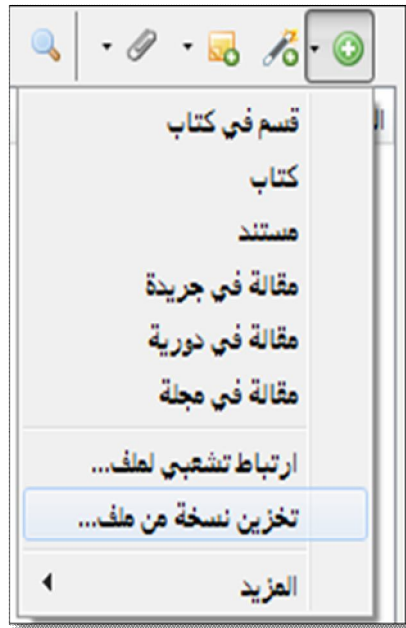 قسم في كتاب
كتاب
مستند
مقالة في جريدة
مقالة في دورية
مقالة في مجلة
ارتباط تشعبي لملف...
تخزين نسخة من ملف...
المزيد